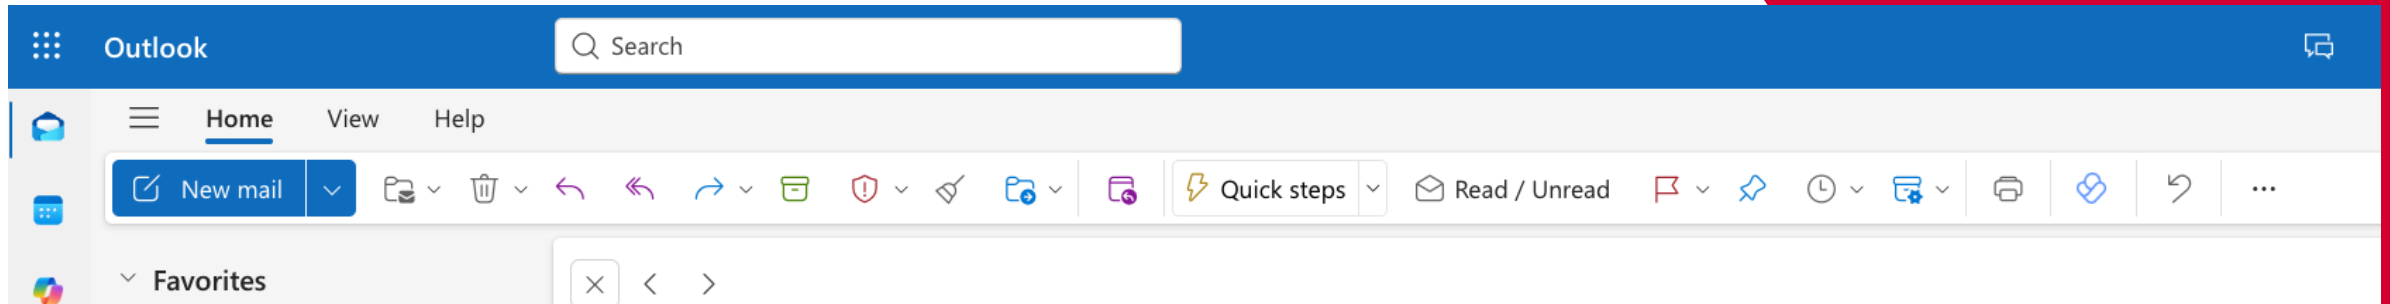 Outlook
Search
Home View Help
New mail Quick steps Read / Unread
Favorites